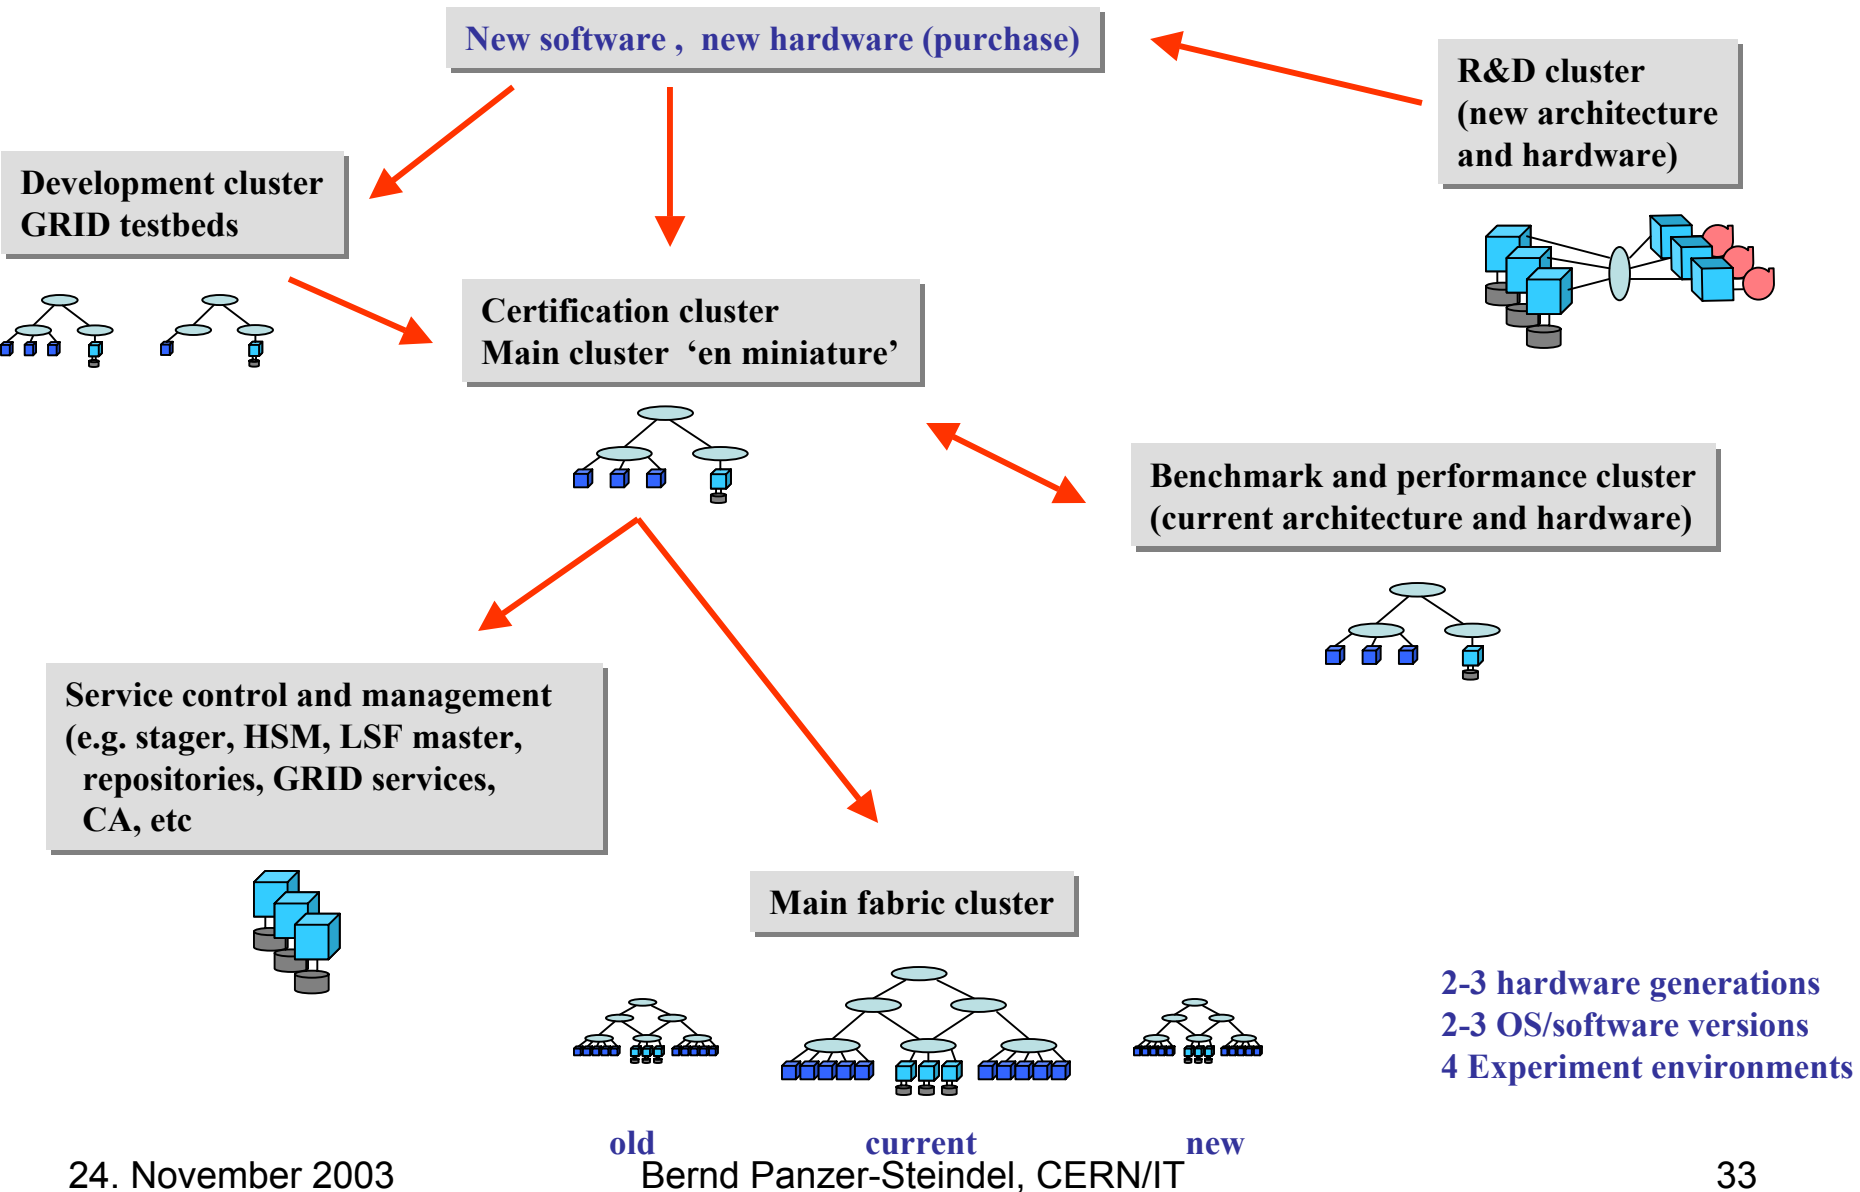 New software ,  new hardware (purchase)
R&D cluster
(new architecture
and hardware)
Development cluster
GRID testbeds
Certification cluster
Main cluster  ‘en miniature’
Benchmark and performance cluster
(current architecture and hardware)
Service control and management
(e.g. stager, HSM, LSF master,
repositories, GRID services,
CA, etc
Main fabric cluster
2-3 hardware generations
2-3 OS/software versions
4 Experiment environments
old
current
new
24. November 2003
Bernd Panzer-Steindel, CERN/IT
33